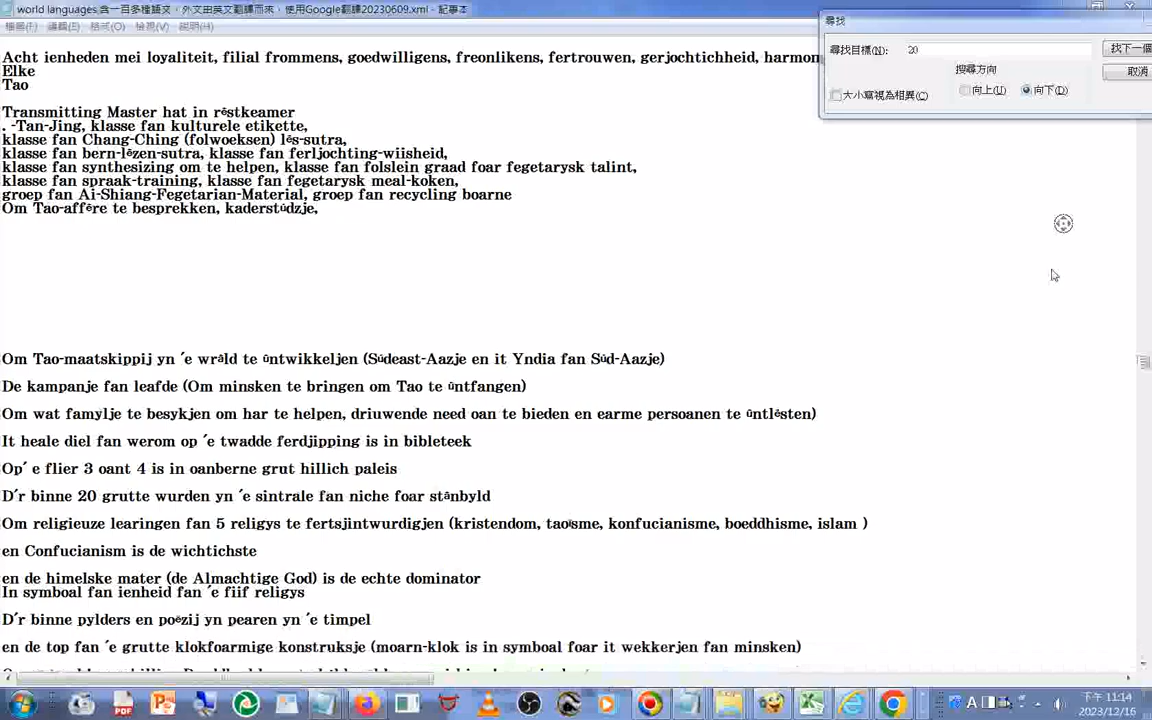 world languages 含一百多種語文，外文由英文翻譯而來，使用Google翻譯20230609.xml - 記事本
檔案(F) 編輯(E) 格式(O) 檢視(V) 說明(H)
尋找
尋找目標(N): 20
找下一個
取消
搜尋方向
大小寫視為相異(C)
向上(U) 向下(D)
Acht ienheden mei loyaliteit, filial frommens, goedwilligens, freonlikens, fertrouwen, gerjochtichheid, harmon
Elke
Tao
Transmitting Master hat in rêstkeamer
. -Tan-Jing, klasse fan kulturele etikette,
klasse fan Chang-Ching (folwoeksen) lês-sutra,
klasse fan bern-lêzen-sutra, klasse fan ferljochting-wiisheid,
klasse fan synthesizing om te helpen, klasse fan folslein graad foar fegetarysk talint,
klasse fan spraak-training, klasse fan fegetarysk meal-koken,
groep fan Ai-Shiang-Fegetarian-Material, groep fan recycling boarne
Om Tao-affêre te besprekken, kaderstúdzje,
Om Tao-maatskippij yn 'e wrâld te ûntwikkeljen (Súdeast-Aazje en it Yndia fan Súd-Aazje)
De kampanje fan leafde (Om minsken te bringen om Tao te ûntfangen)
Om wat famylje te besykjen om har te helpen, driuwende need oan te bieden en earme persoanen te ûntlêsten)
It heale diel fan werom op 'e twadde ferdjipping is in bibleteek
Op' e flier 3 oant 4 is in oanberne grut hillich paleis
D'r binne 20 grutte wurden yn 'e sintrale fan niche foar stânbyld
Om religieuze learingen fan 5 religys te fertsjintwurdigjen (kristendom, taoïsme, konfucianisme, boeddhisme, islam )
en Confucianism is de wichtichste
en de himelske mater (de Almachtige God) is de echte dominator
In symboal fan ienheid fan 'e fiif religys
D'r binne pylders en poëzij yn pearen yn 'e timpel
en de top fan 'e grutte klokfoarmige konstruksje (moarn-klok is in symboal foar it wekkerjen fan minsken)
下午 11:14
2023/12/16